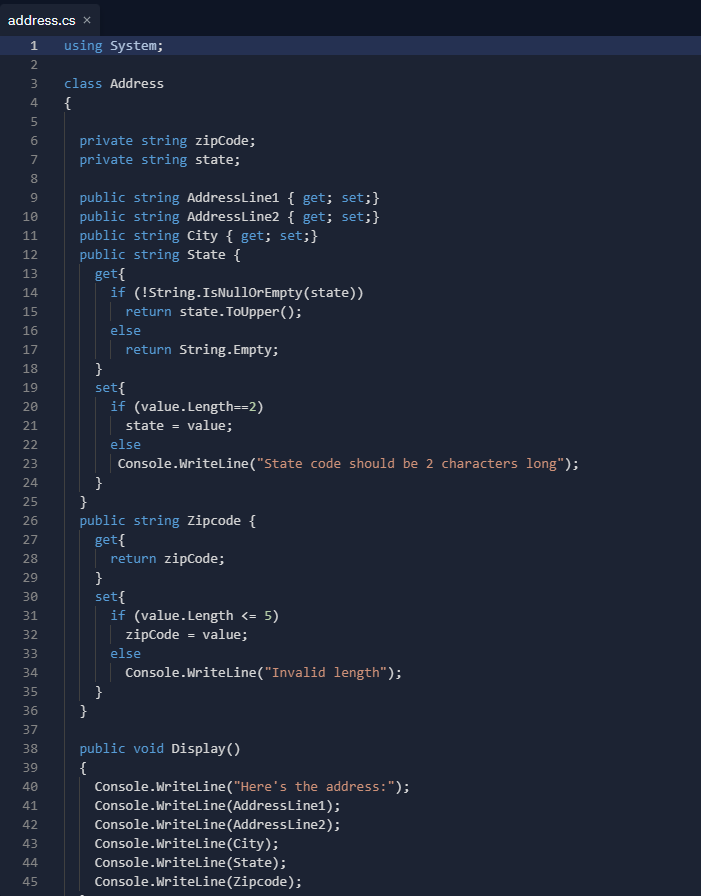 address.cs ×
1 using System;
2
3 class Address
4 {
5
6 private string zipCode;
7 private string state;
8
9 public string AddressLine1 { get; set;}
10 public string AddressLine2 { get; set;}
11 public string City { get; set;}
12 public string State {
13 get{
14 if (!String.IsNullOrEmpty(state))
15 return state.ToUpper();
16 else
17 return String.Empty;
18 }
19 set{
20 if (value.Length==2)
21 state = value;
22 else
23 Console.WriteLine("State code should be 2 characters long");
24 }
25 }
26 public string Zipcode {
27 get{
28 return zipCode;
29 }
30 set{
31 if (value.Length <= 5)
32 zipCode = value;
33 else
34 Console.WriteLine("Invalid length");
35 }
36 }
37
38 public void Display()
39 {
40 Console.WriteLine("Here's the address:");
41 Console.WriteLine(AddressLine1);
42 Console.WriteLine(AddressLine2);
43 Console.WriteLine(City);
44 Console.WriteLine(State);
45 Console.WriteLine(Zipcode);